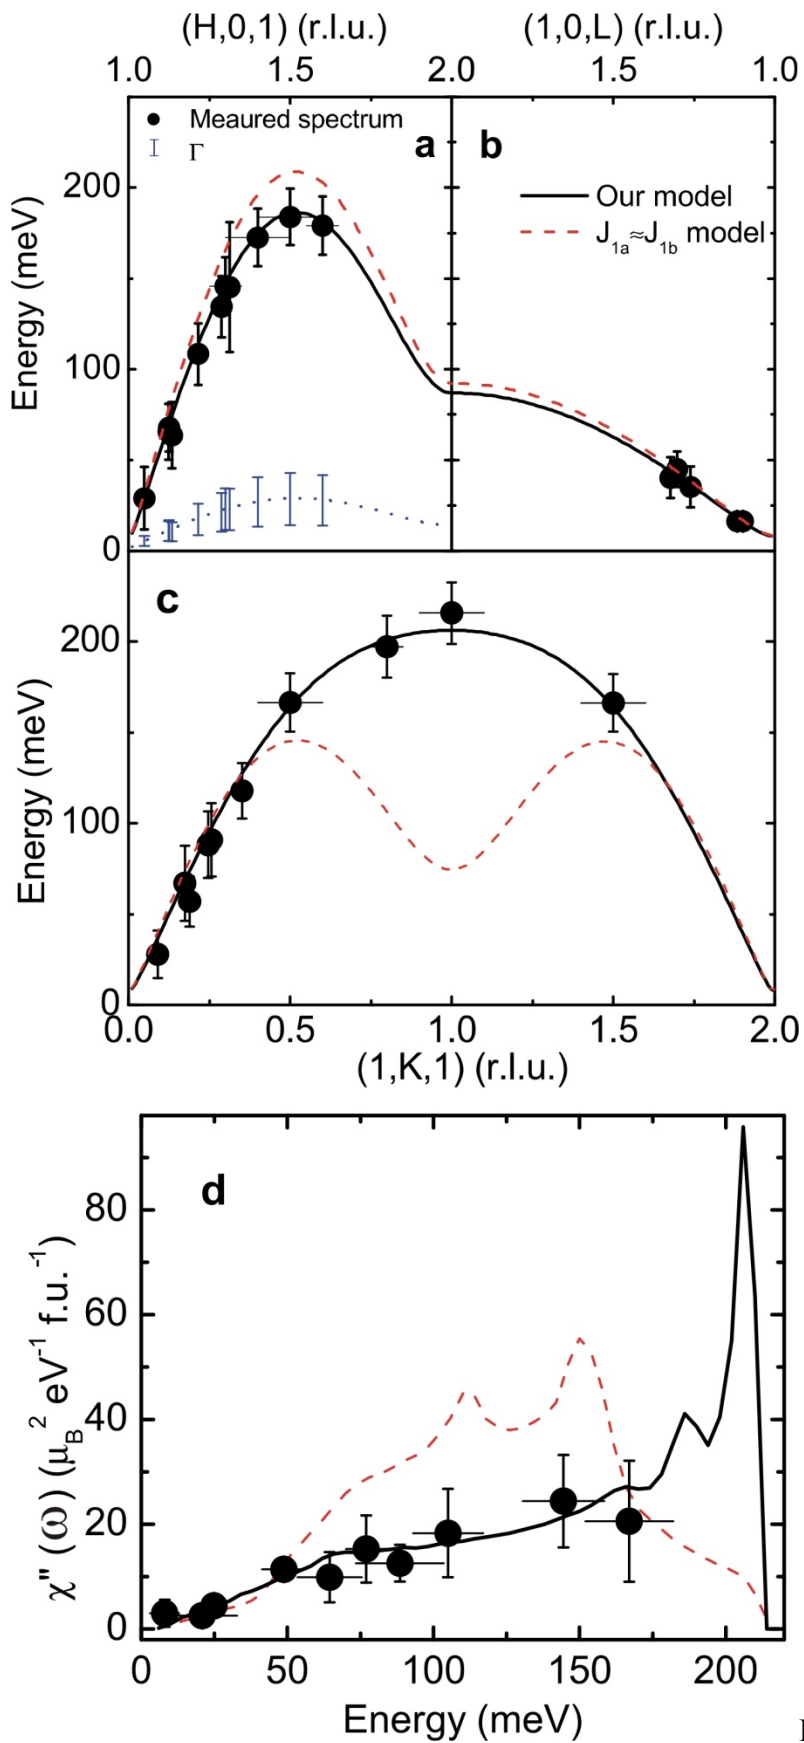 (H,0,1) (r.l.u.) (1,0,L) (r.l.u.)
1.0 1.5 2.0 1.5 1.0
Meaured spectrum
Γ
a
b
Our model
J1a≈J1b model
Energy (meV)
200
100
0
c
Energy (meV)
200
100
0
0.0 0.5 1.0 1.5 2.0
(1,K,1) (r.l.u.)
d
χ" (ω) (μB² eV⁻¹ f.u.⁻¹)
80
60
40
20
0
0 50 100 150 200
Energy (meV)